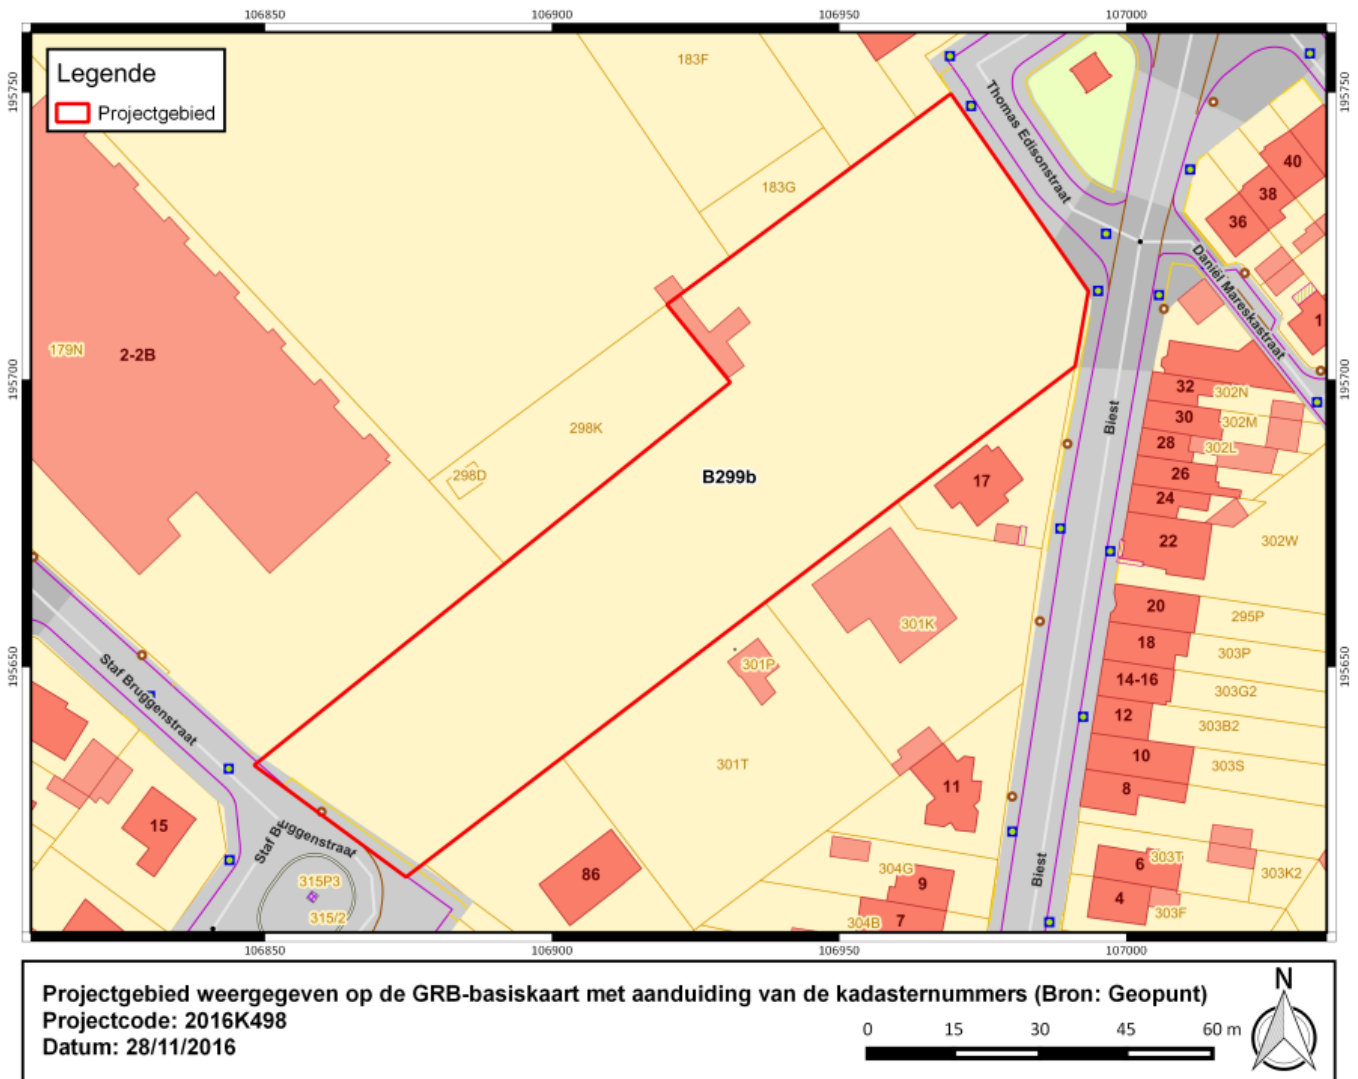 106850
106900
106950
107000
195750
195750
Legende
Projectgebied
183F
183G
Thomas Edisonstraat
40
38
36
Daniël Mareskastraat
1
179N
2-2B
195700
195700
298K
298D
B299b
Biest
32
302N
30
302M
28
302L
26
24
22
302W
17
301K
20
295P
18
303P
14-16
303G2
12
303B2
10
303S
8
195650
195650
301P
301T
Staf Bruggenstraat
15
Staf B
uggenstraat
315P3
315/2
86
11
304G
9
304B
7
Biest
6
303T
4
303F
303K2
106850
106900
106950
107000
Projectgebied weergegeven op de GRB-basiskaart met aanduiding van de kadasternummers (Bron: Geopunt)
Projectcode: 2016K498
Datum: 28/11/2016
0 15 30 45 60 m
N